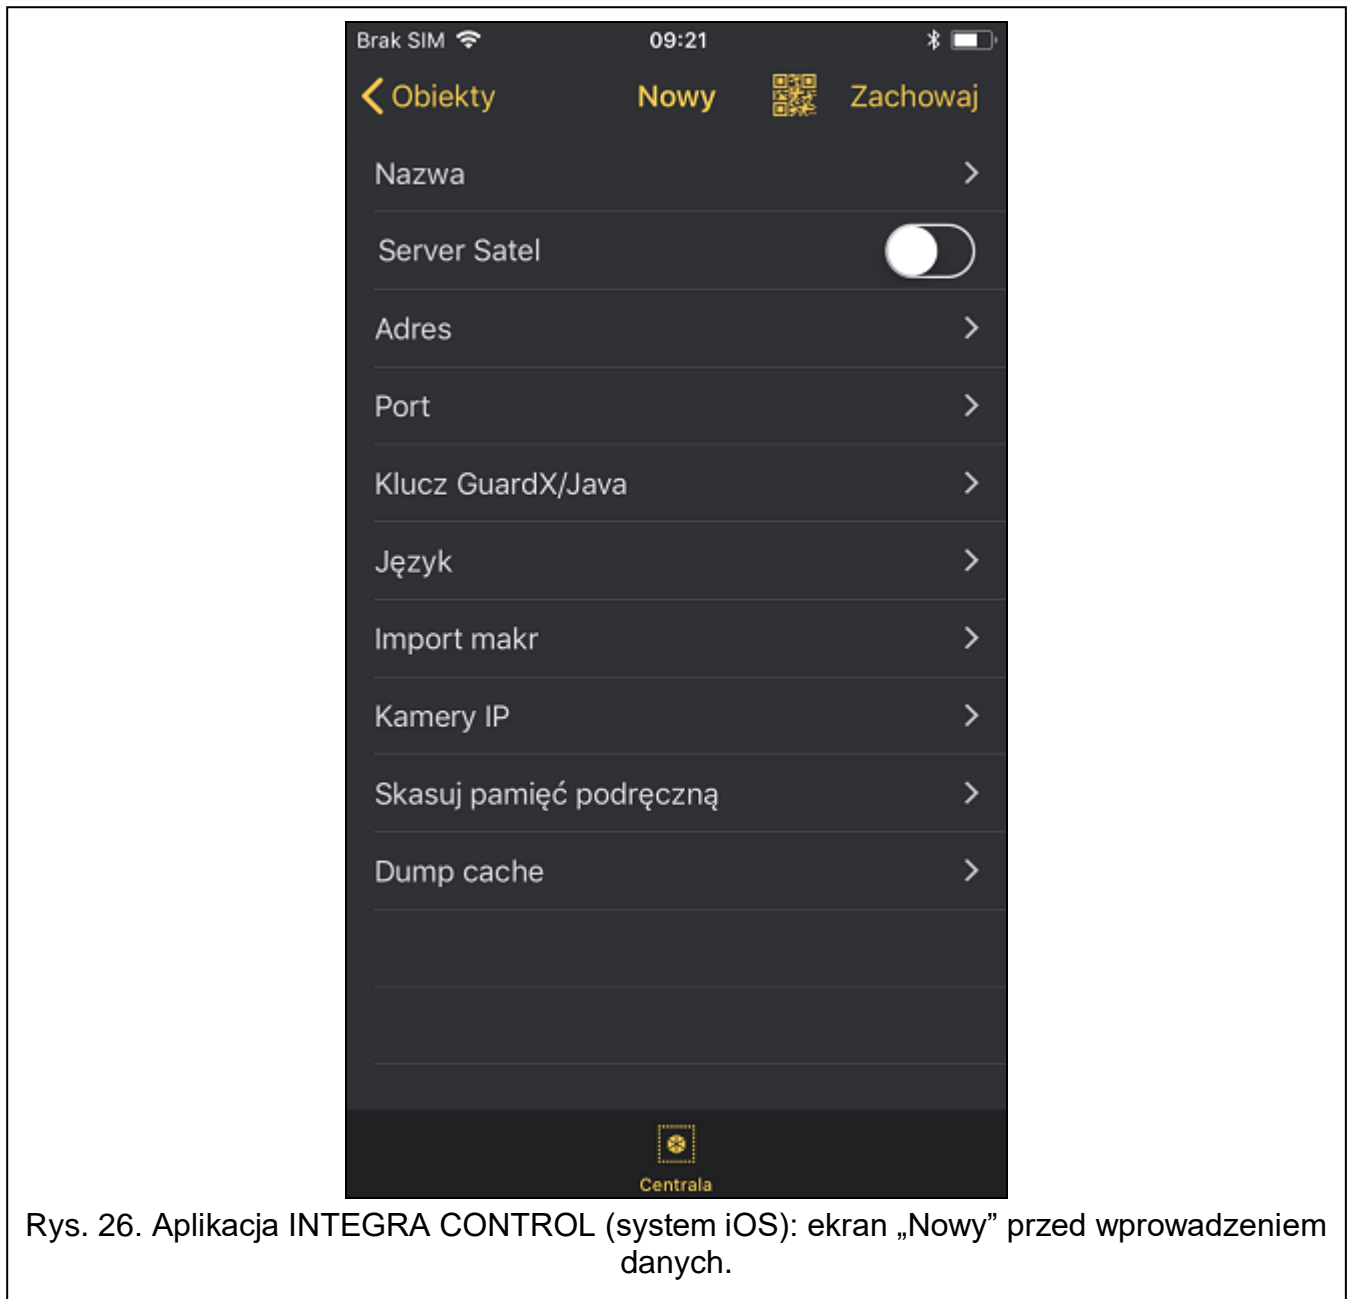 Brak SIM 09:21
Obiekty Nowy Zachowaj
Nazwa
Server Satel
Adres
Port
Klucz GuardX/Java
Język
Import makr
Kamery IP
Skasuj pamięć podręczną
Dump cache
Centrala
Rys. 26. Aplikacja INTEGRA CONTROL (system iOS): ekran „Nowy” przed wprowadzeniem
danych.